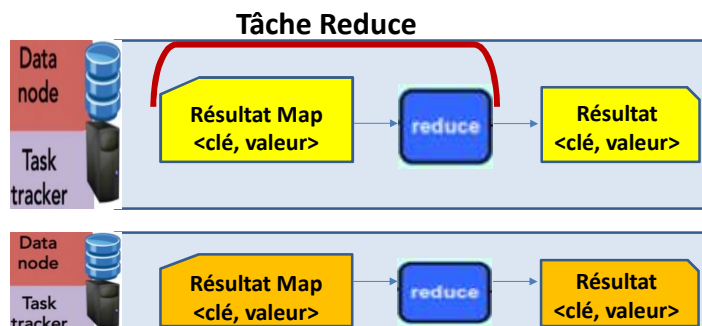 Tâche Reduce
Data
node
Task
tracker
Résultat Map
<clé, valeur>
reduce
Résultat
<clé, valeur>
Data
node
Task
tracker
Résultat Map
<clé, valeur>
reduce
Résultat
<clé, valeur>